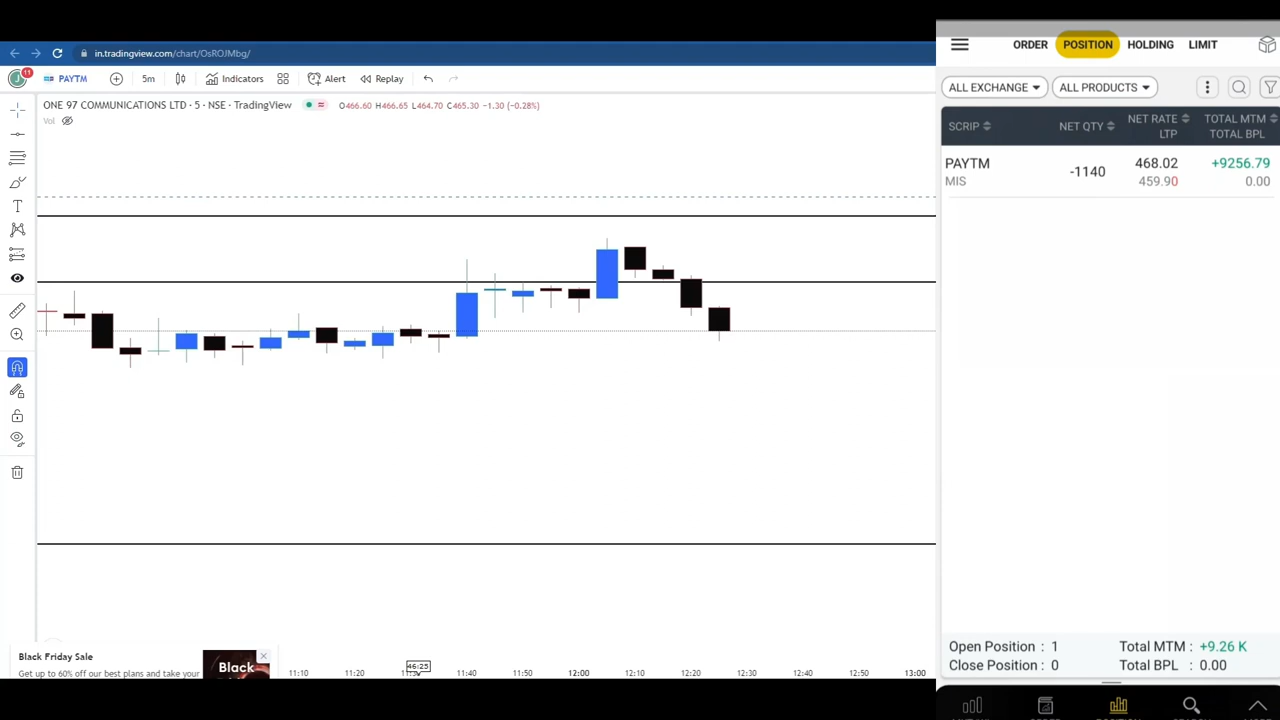 in.tradingview.com/chart/OsROJMbg/
J 11 PAYTM 5m Indicators Alert Replay
ONE 97 COMMUNICATIONS LTD · 5 · NSE · TradingView O466.60 H466.65 L464.70 C465.30 -1.30 (-0.28%)
Vol
Black Friday Sale
Get up to 60% off our best plans and take your
Black
46:25
11:10 11:20 11:40 11:50 12:00 12:10 12:20 12:30 12:40 12:50 13:00
ORDER POSITION HOLDING LIMIT
ALL EXCHANGE ALL PRODUCTS
SCRIP NET QTY NET RATE TOTAL MTM
LTP TOTAL BPL
PAYTM -1140 468.02 +9256.79
MIS 459.90 0.00
Open Position : 1 Total MTM : +9.26 K
Close Position : 0 Total BPL : 0.00